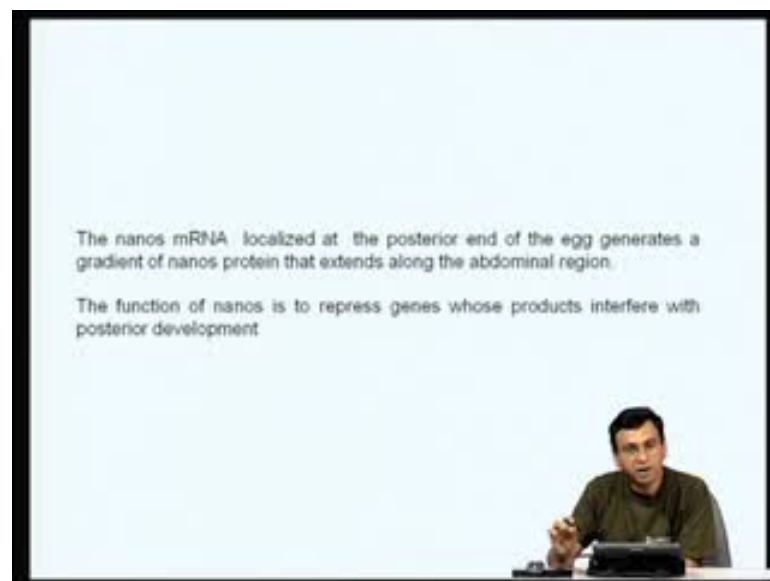 The nanos mRNA localized at the posterior end of the egg generates a
gradient of nanos protein that extends along the abdominal region.
The function of nanos is to repress genes whose products interfere with
posterior development